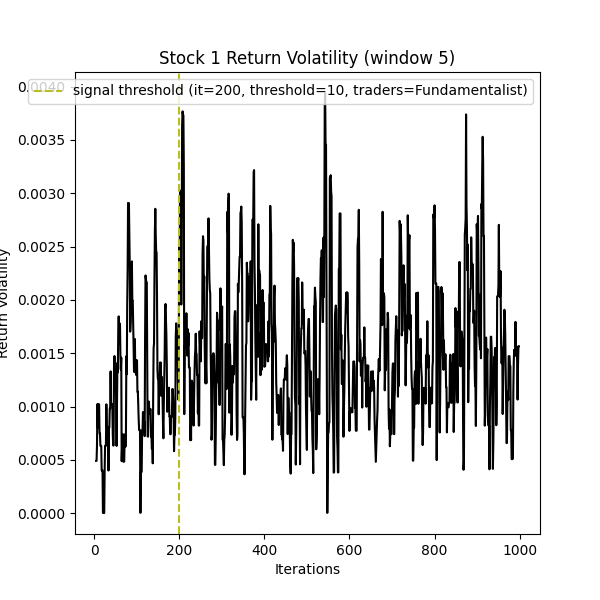 Stock 1 Return Volatility (window 5)
signal threshold (it=200, threshold=10, traders=Fundamentalist)
0.0040
0.0035
0.0030
0.0025
0.0020
0.0015
0.0010
0.0005
0.0000
Return Volatility
0 200 400 600 800 1000
Iterations